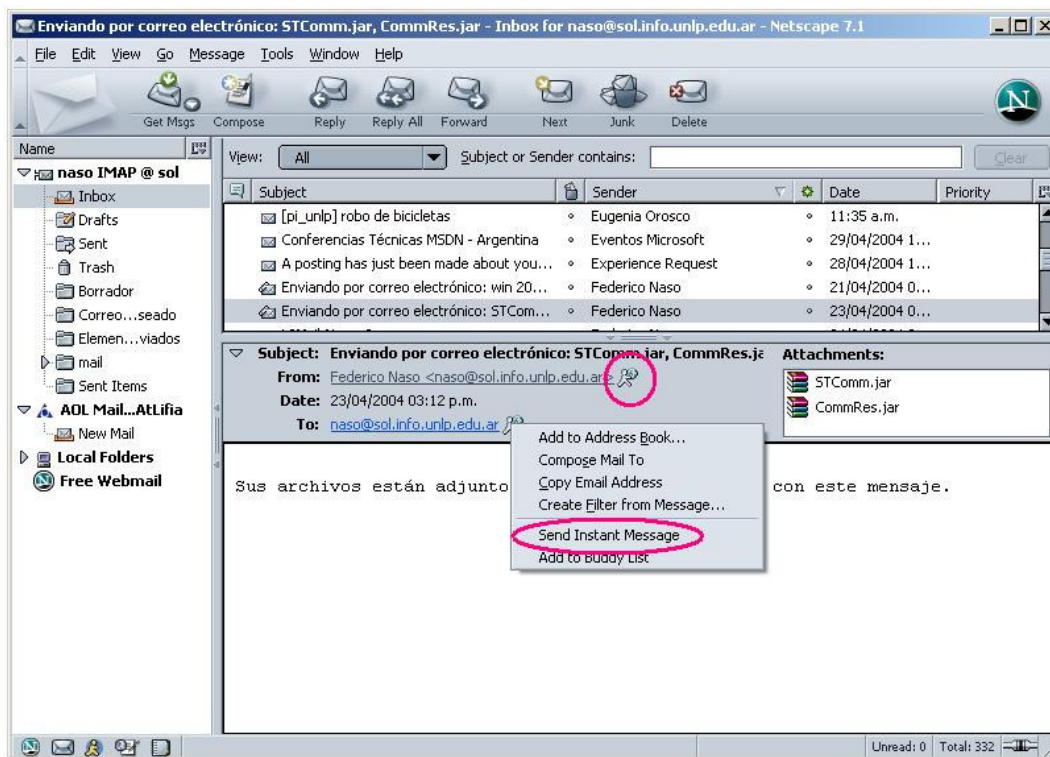 Enviando por correo electrónico: STComm.jar, CommRes.jar - Inbox for naso@sol.info.unlp.edu.ar - Netscape 7.1
File Edit View Go Message Tools Window Help
Get Msgs Compose Reply Reply All Forward Next Junk Delete
N
Name
View: All Subject or Sender contains: Clear
naso IMAP @ sol
Inbox
Drafts
Sent
Trash
Borrador
Correo...seado
Elemen...viados
mail
Sent Items
AOL Mail...AtLifia
New Mail
Local Folders
Free Webmail
Subject Sender Date Priority
[pi_unlp] robo de bicicletas Eugenia Orosco 11:35 a.m.
Conferencias Técnicas MSDN - Argentina Eventos Microsoft 29/04/2004 1...
A posting has just been made about you... Experience Request 28/04/2004 1...
Enviando por correo electrónico: win 20... Federico Naso 21/04/2004 0...
Enviando por correo electrónico: STCom... Federico Naso 23/04/2004 0...
Subject: Enviando por correo electrónico: STComm.jar, CommRes.ja
From: Federico Naso <naso@sol.info.unlp.edu.ar>
Date: 23/04/2004 03:12 p.m.
To: naso@sol.info.unlp.edu.ar
Attachments:
STComm.jar
CommRes.jar
Add to Address Book...
Compose Mail To
Copy Email Address
Create Filter from Message...
Send Instant Message
Add to Buddy List
Sus archivos están adjunto con este mensaje.
Unread: 0 Total: 332